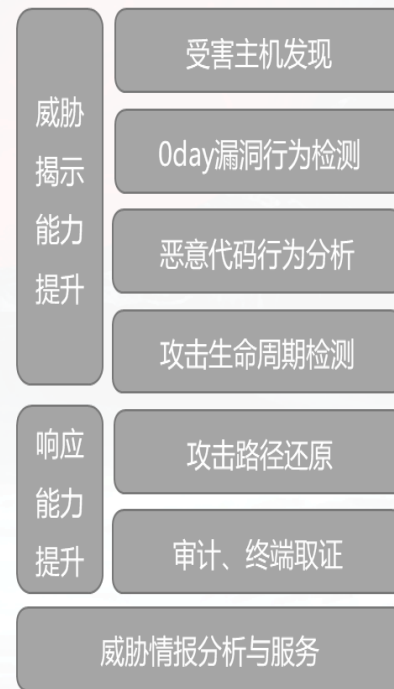 威胁
揭示
能力
提升
受害主机发现
0day漏洞行为检测
恶意代码行为分析
攻击生命周期检测
响应
能力
提升
攻击路径还原
审计、终端取证
威胁情报分析与服务